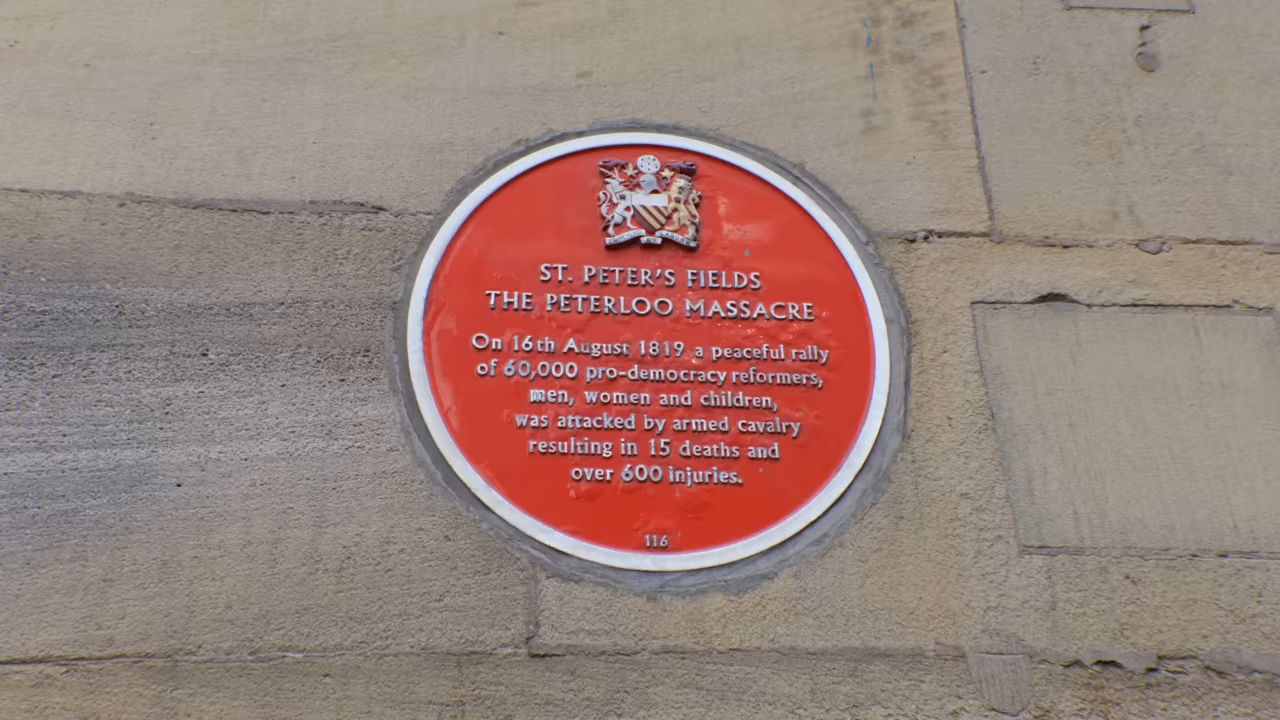 ST. PETER'S FIELDS
THE PETERLOO MASSACRE
On 16th August 1819 a peaceful rally
of 60,000 pro-democracy reformers,
men, women and children,
was attacked by armed cavalry
resulting in 15 deaths and
over 600 injuries.
116